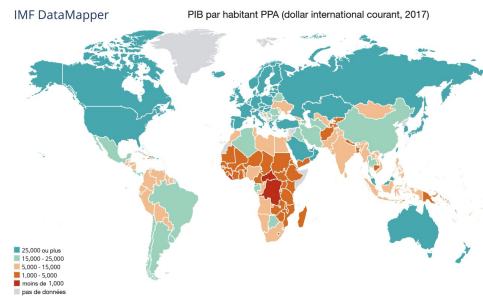 IMF DataMapper
PIB par habitant PPA (dollar international courant, 2017)
25,000 ou plus
15,000 - 25,000
5,000 - 15,000
1,000 - 5,000
moins de 1,000
pas de données